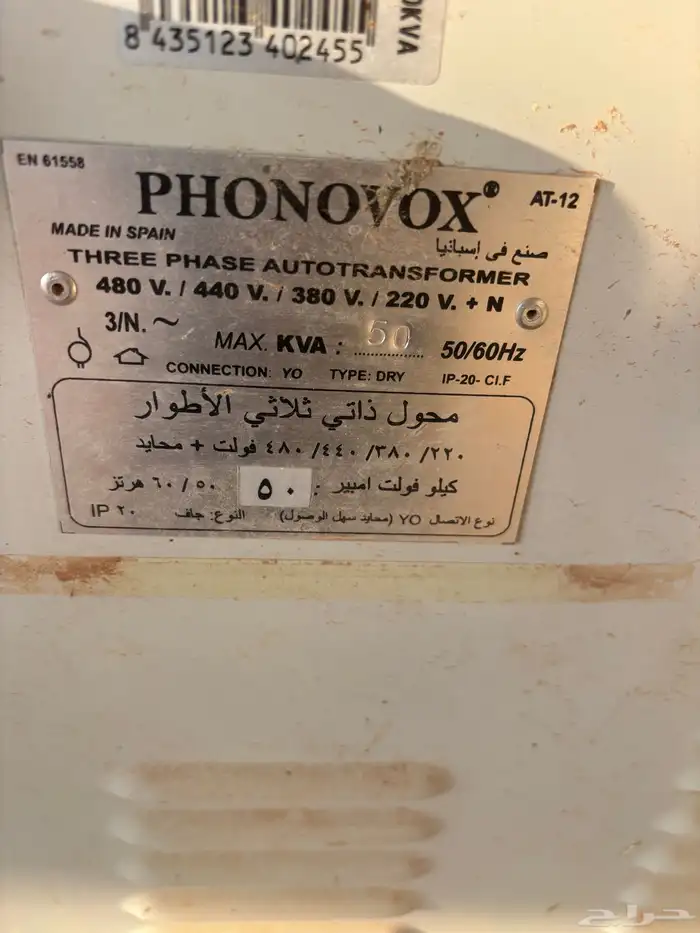 8 435123 402455
0KVA
EN 61558
PHONOVOX®
AT-12
MADE IN SPAIN
صنع في إسبانيا
THREE PHASE AUTOTRANSFORMER
480 V. / 440 V. / 380 V. / 220 V. + N
3/N. ~
MAX. KVA : 50 50/60Hz
CONNECTION: YO TYPE: DRY IP-20- Cl.F
محول ذاتي ثلاثي الأطوار
٢٢٠/ ٣٨٠/ ٤٤٠/ ٤٨٠ فولت + محايد
كيلو فولت امبير : ٥٠ ٥٠ / ٦٠ هرتز
نوع الاتصال YO (محايد سهل الوصول) النوع: جاف IP ٢٠
حراج